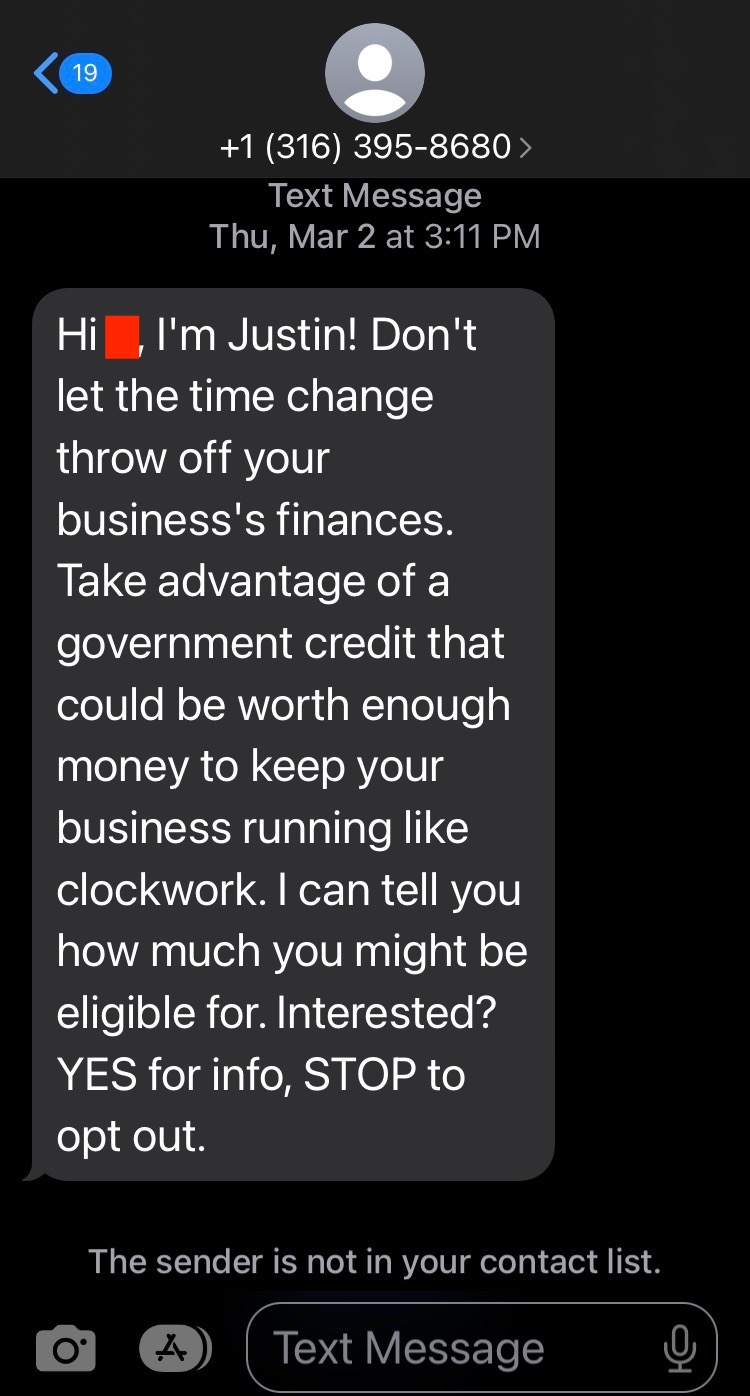 19
+1 (316) 395-8680
Text Message
Thu, Mar 2 at 3:11 PM
Hi , I'm Justin! Don't
let the time change
throw off your
business's finances.
Take advantage of a
government credit that
could be worth enough
money to keep your
business running like
clockwork. I can tell you
how much you might be
eligible for. Interested?
YES for info, STOP to
opt out.
The sender is not in your contact list.
Text Message